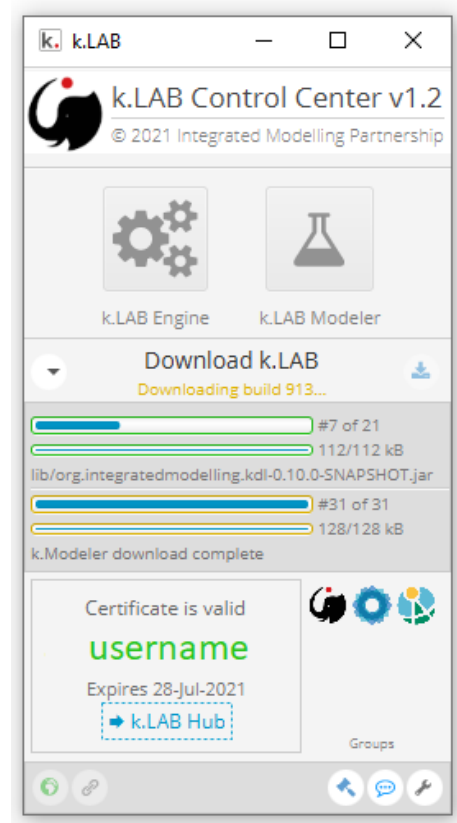 k. k.LAB
k.LAB Control Center v1.2
© 2021 Integrated Modelling Partnership
k.LAB Engine
k.LAB Modeler
Download k.LAB
Downloading build 913...
#7 of 21
112/112 kB
lib/org.integratedmodelling.kdl-0.10.0-SNAPSHOT.jar
#31 of 31
128/128 kB
k.Modeler download complete
Certificate is valid
username
Expires 28-Jul-2021
k.LAB Hub
Groups